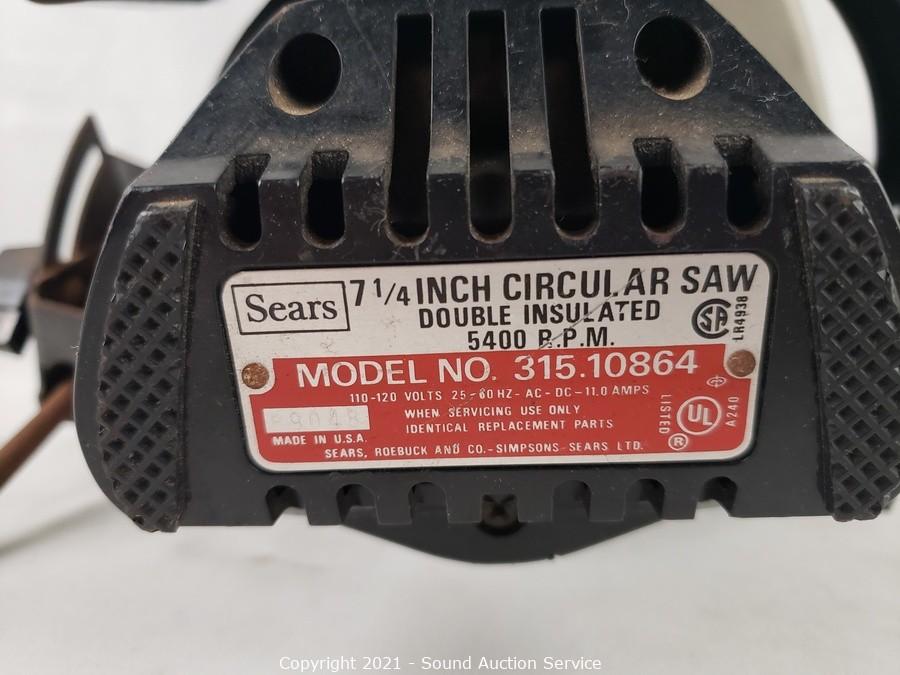 Sears 7 1/4 INCH CIRCULAR SAW
DOUBLE INSULATED
5400 R.P.M.
SA
LR4938
MODEL NO. 315.10864
110-120 VOLTS 25-60 HZ - AC - DC - 11.0 AMPS
WHEN SERVICING USE ONLY
IDENTICAL REPLACEMENT PARTS
MADE IN U.S.A.
SEARS, ROEBUCK AND CO.-SIMPSONS-SEARS LTD.
LISTED
UL
®
A240
Copyright 2021 - Sound Auction Service